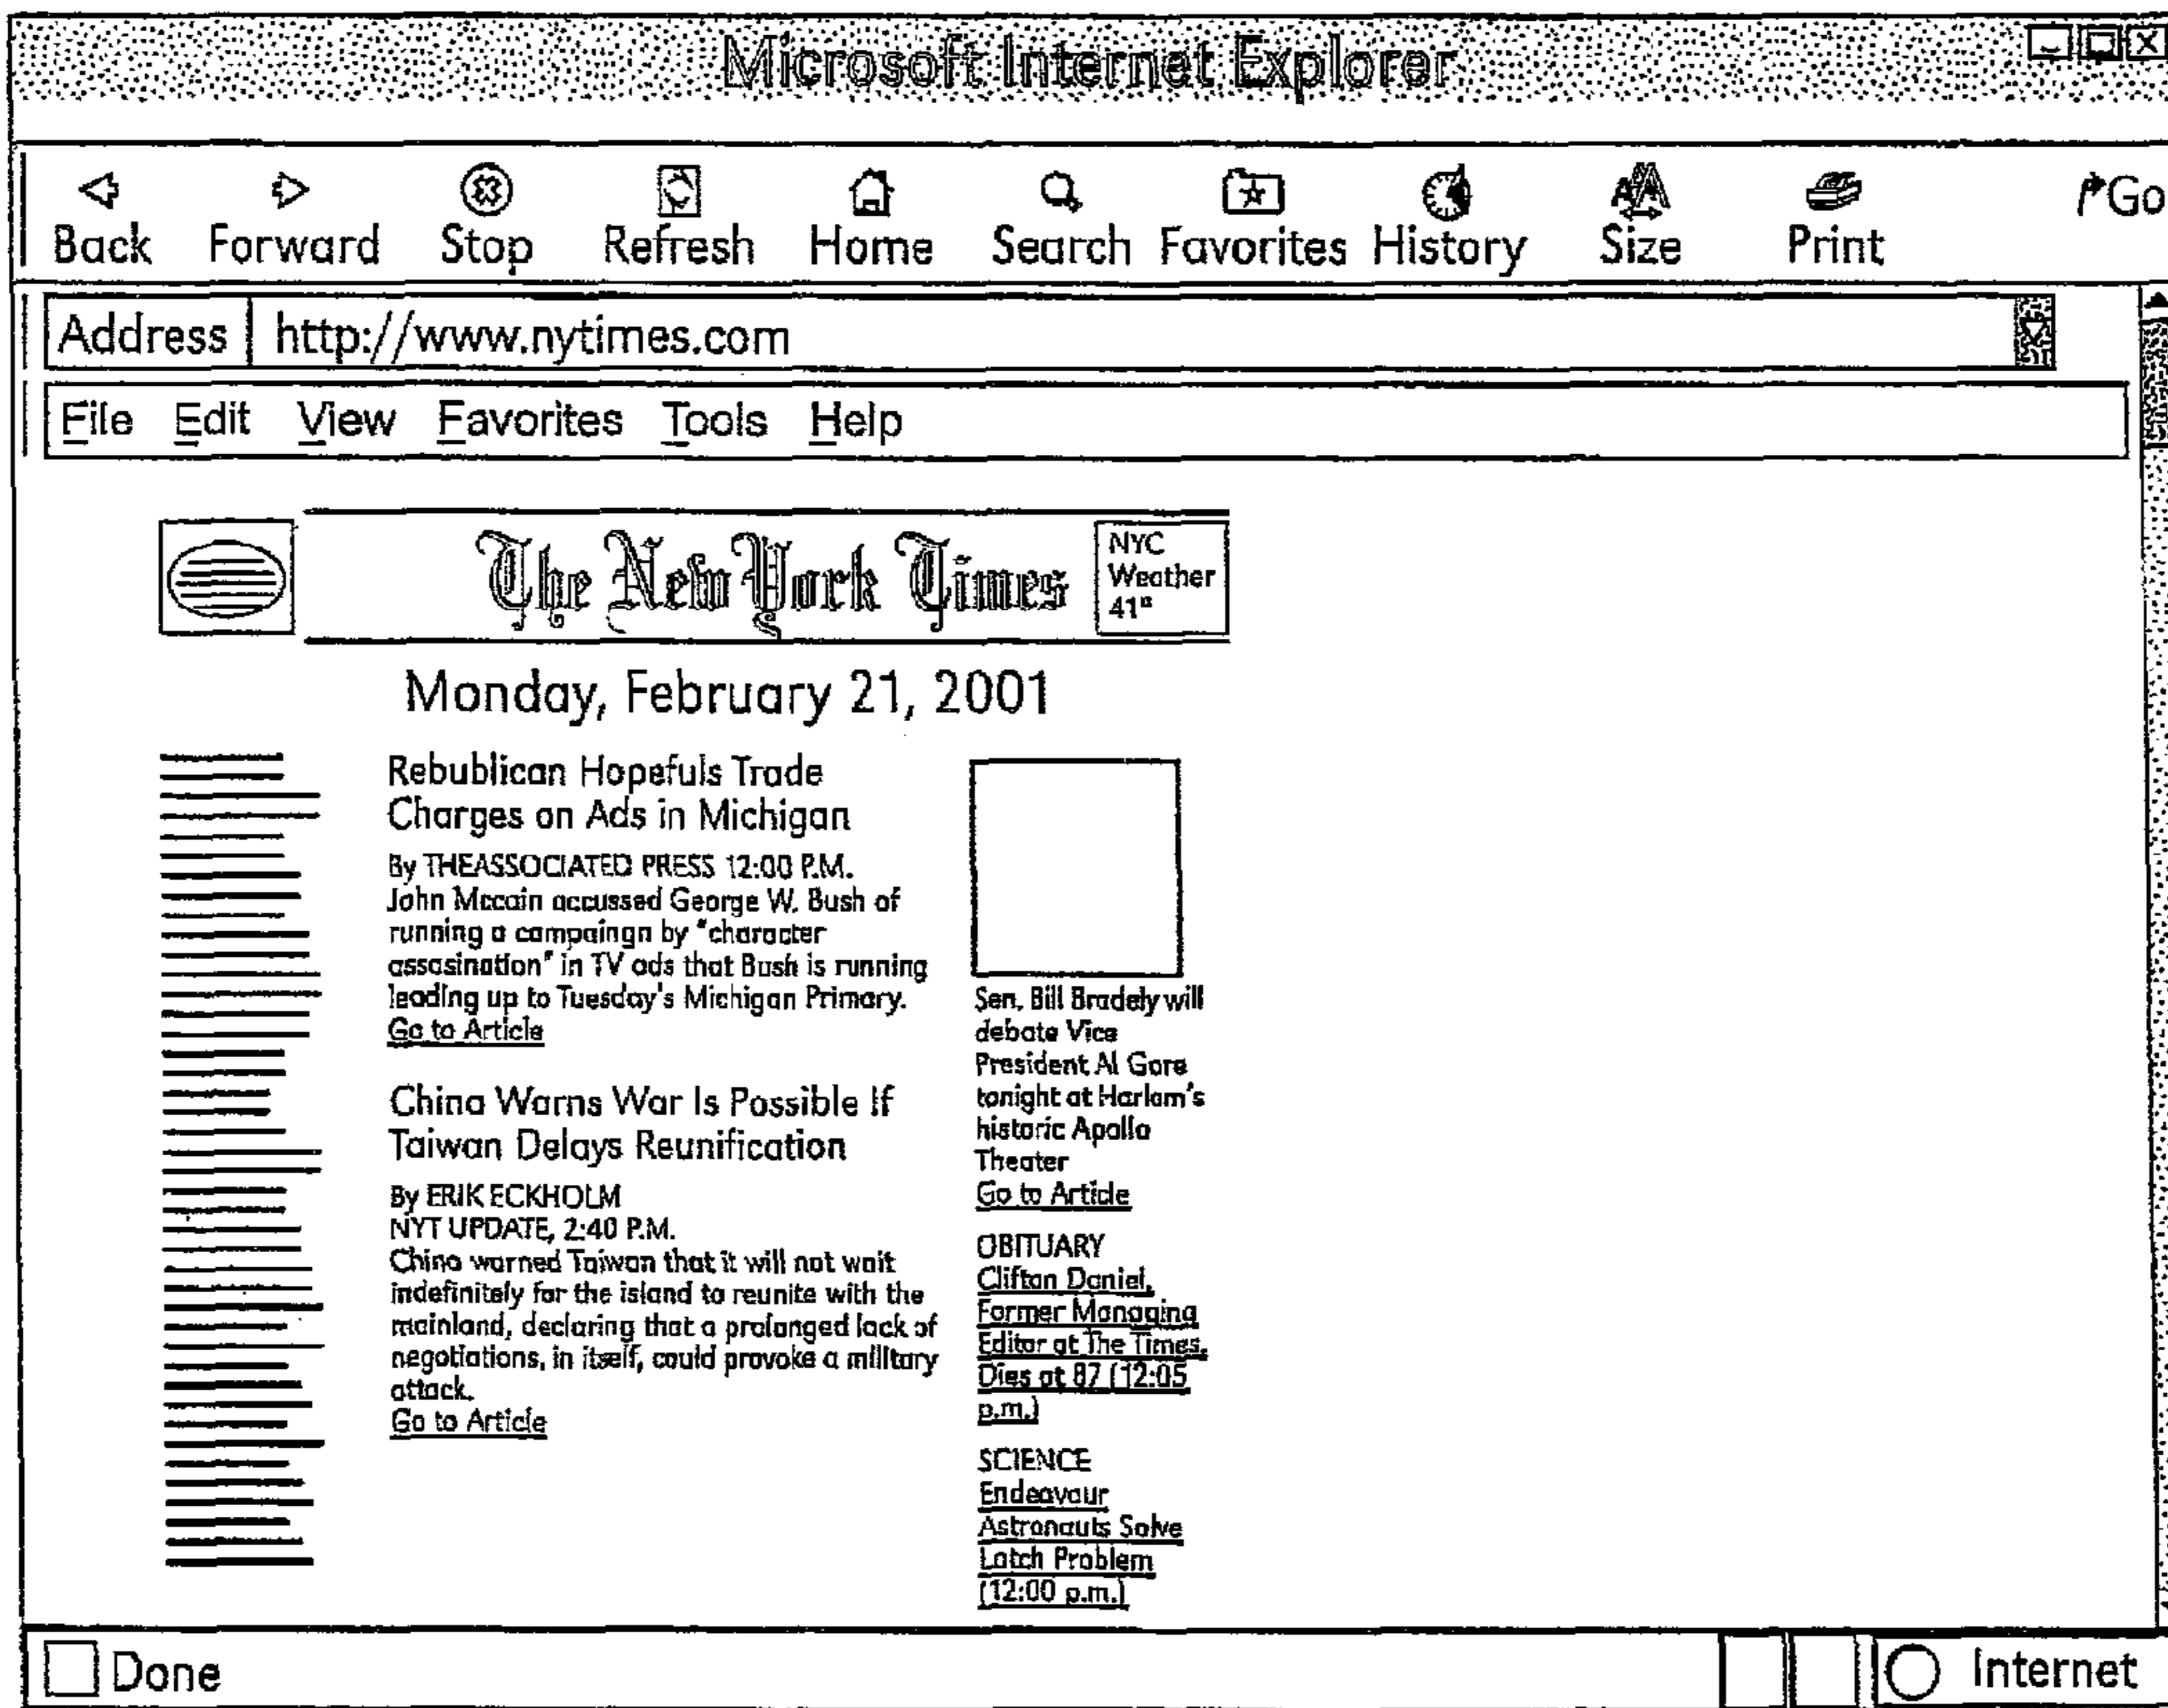 Microsoft Internet Explorer
Back Forward Stop Refresh Home Search Favorites History Size Print Go
Address http://www.nytimes.com
File Edit View Favorites Tools Help
The New York Times
NYC
Weather
41°
Monday, February 21, 2001
Rebublican Hopefuls Trade
Charges on Ads in Michigan
By THEASSOCIATED PRESS 12:00 P.M.
John Mccain accussed George W. Bush of
running a campaingn by "character
assasination" in TV ads that Bush is running
leading up to Tuesday's Michigan Primary.
Go to Article
China Warns War Is Possible If
Taiwan Delays Reunification
By ERIK ECKHOLM
NYT UPDATE, 2:40 P.M.
China warned Taiwan that it will not wait
indefinitely for the island to reunite with the
mainland, declaring that a prolonged lack of
negotiations, in itself, could provoke a military
attack.
Go to Article
Sen. Bill Bradely will
debate Vice
President Al Gore
tonight at Harlem's
historic Apollo
Theater
Go to Article
OBITUARY
Clifton Daniel,
Former Managing
Editor at The Times,
Dies at 87 (12:05
p.m.)
SCIENCE
Endeavour
Astronauts Solve
Latch Problem
(12:00 p.m.)
Done
Internet